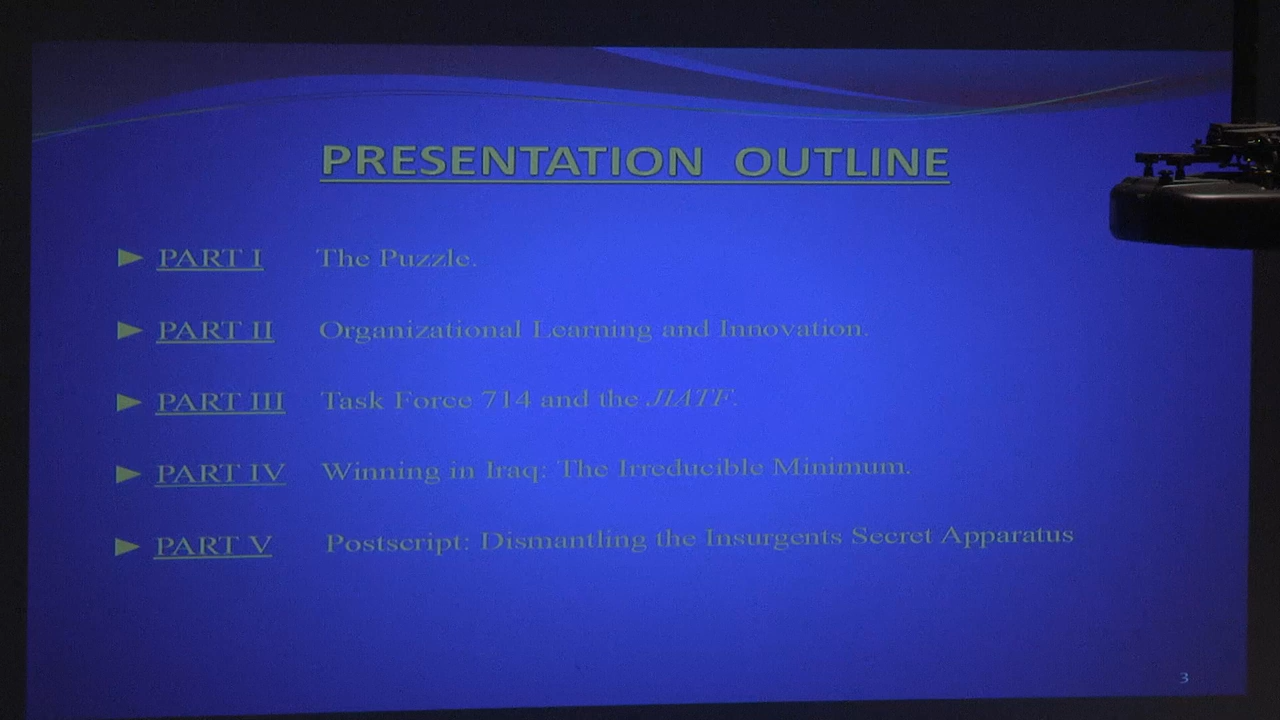 PRESENTATION OUTLINE
► PART I The Puzzle.
► PART II Organizational Learning and Innovation.
► PART III Task Force 714 and the JIATF.
► PART IV Winning in Iraq: The Irreducible Minimum.
► PART V Postscript: Dismantling the Insurgents Secret Apparatus
3